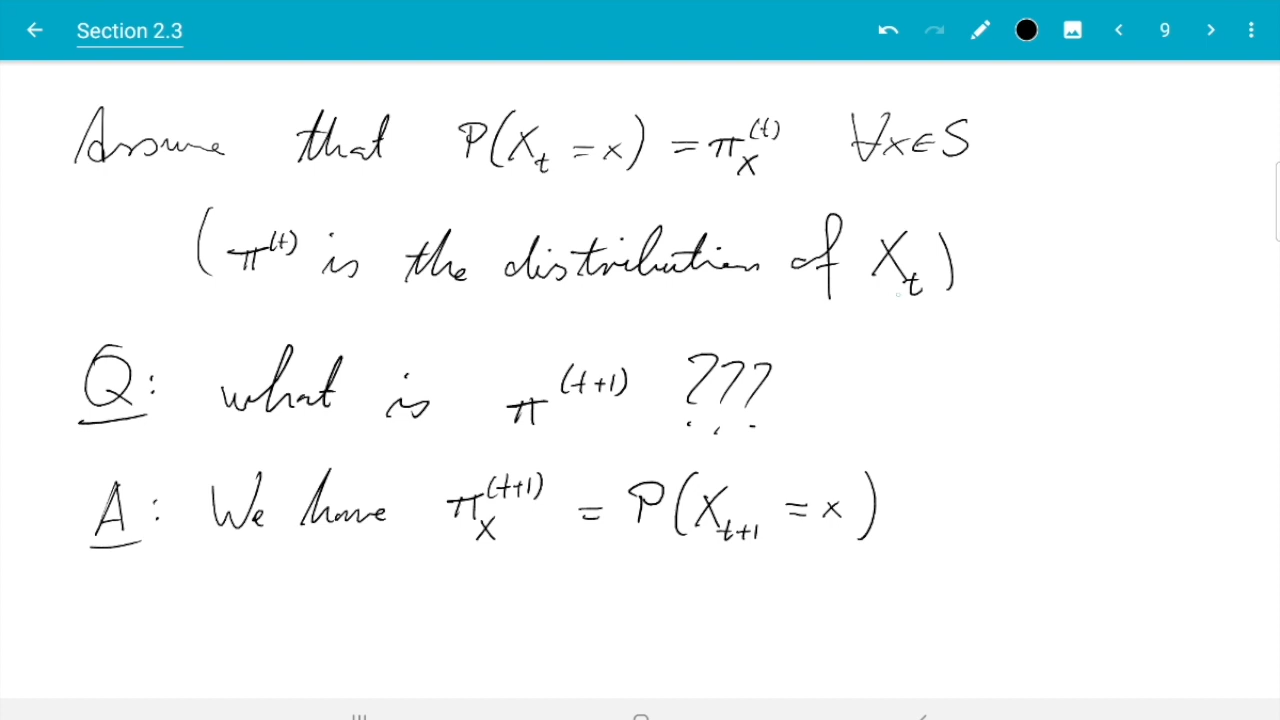 Section 2.3
9
Assume that P(X_t = x) = π_x^(t) ∀x∈S
(π^(t) is the distribution of X_t)
Q: what is π^(t+1) ???
A: We have π_x^(t+1) = P(X_t+1 = x)